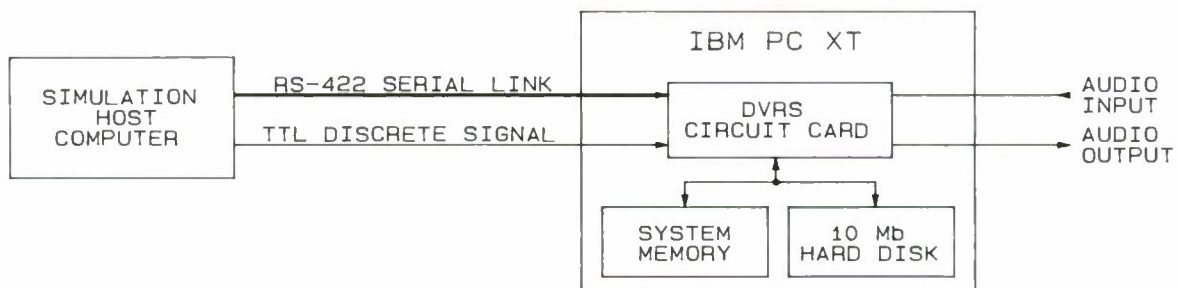 IBM PC XT
SIMULATION
HOST
COMPUTER
RS-422 SERIAL LINK
TTL DISCRETE SIGNAL
DVRS
CIRCUIT CARD
AUDIO
INPUT
AUDIO
OUTPUT
SYSTEM
MEMORY
10 Mb
HARD DISK